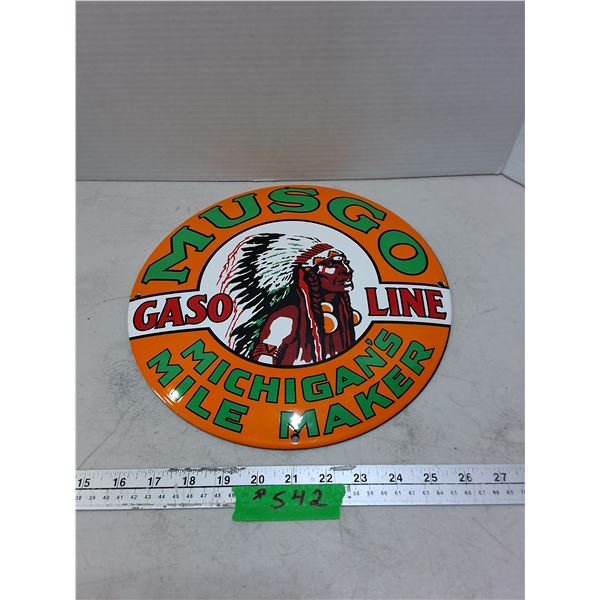 MUSGO
GASO LINE
MICHIGAN'S
MILE MAKER
15 16 17 18 19 20 21 22 23 24 25 26 27
# 542